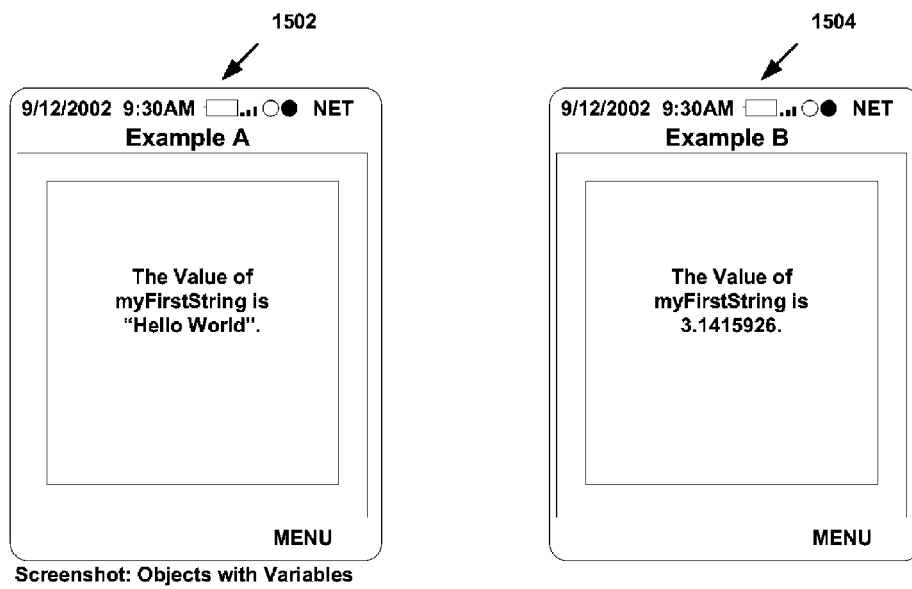 1502
9/12/2002 9:30AM NET
Example A
The Value of
myFirstString is
“Hello World”.
MENU
Screenshot: Objects with Variables
1504
9/12/2002 9:30AM NET
Example B
The Value of
myFirstString is
3.1415926.
MENU